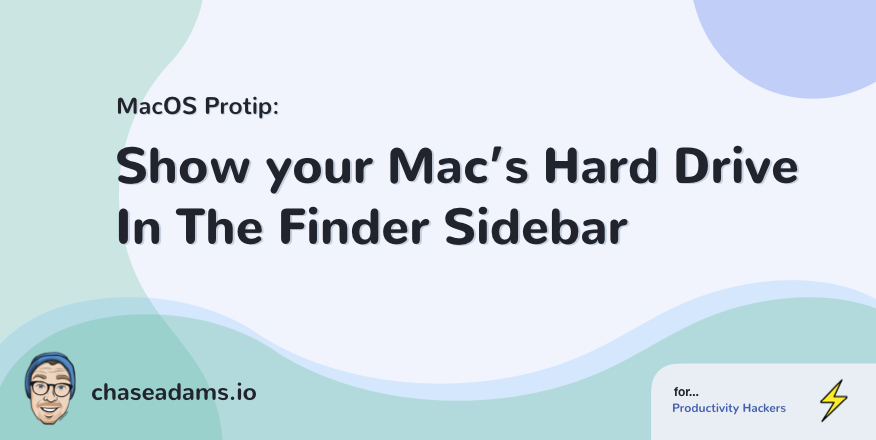 MacOS Protip:
Show your Mac's Hard Drive
In The Finder Sidebar
chaseadams.io
for...
Productivity Hackers